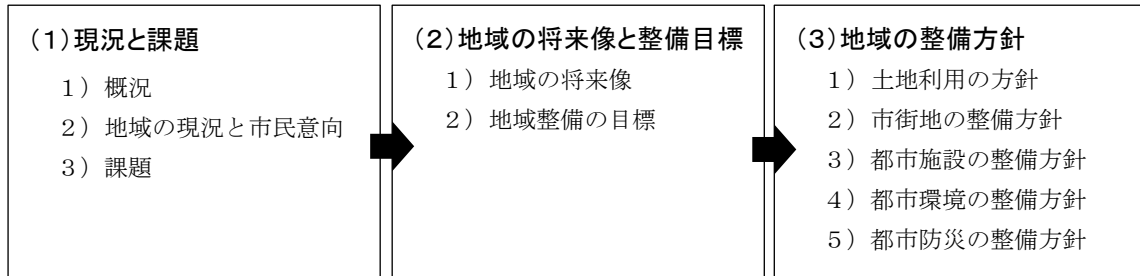 (1)現況と課題
1)概況
2)地域の現況と市民意向
3)課題
(2)地域の将来像と整備目標
1)地域の将来像
2)地域整備の目標
(3)地域の整備方針
1)土地利用の方針
2)市街地の整備方針
3)都市施設の整備方針
4)都市環境の整備方針
5)都市防災の整備方針